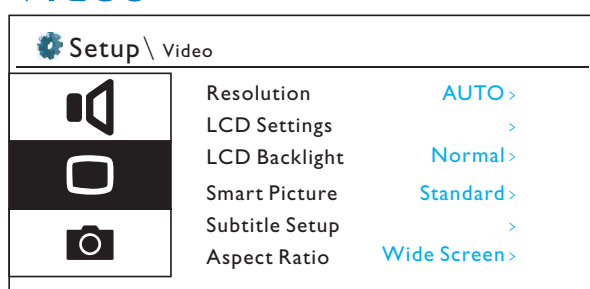 Setup \ Video
Resolution AUTO >
LCD Settings >
LCD Backlight Normal >
Smart Picture Standard >
Subtitle Setup >
Aspect Ratio Wide Screen >